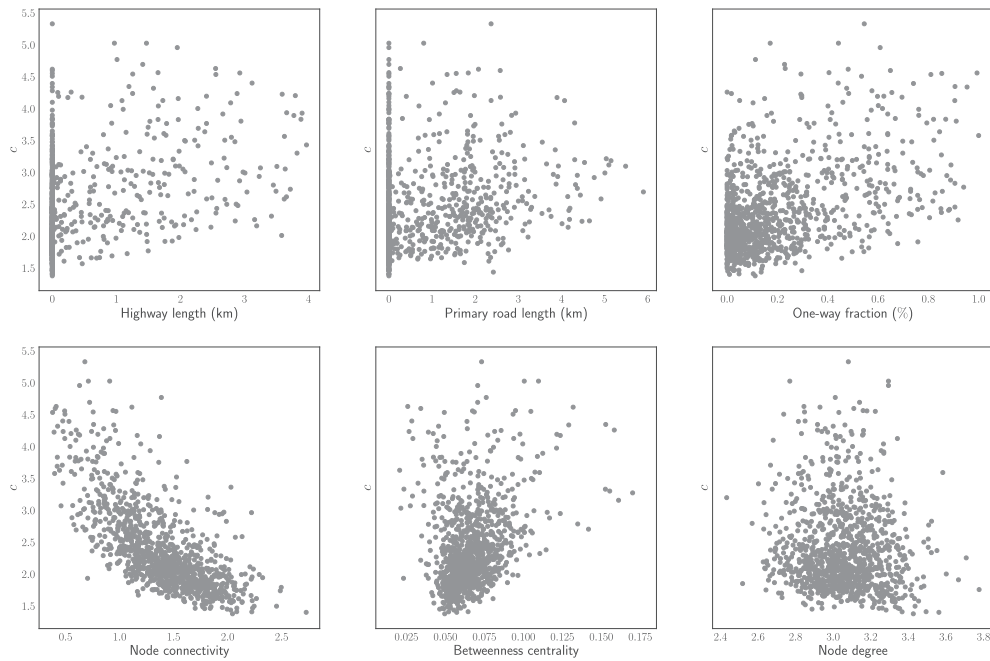 5.5
5.0
4.5
4.0
3.5
3.0
2.5
2.0
1.5
c
0 1 2 3 4
Highway length (km)
c
0 1 2 3 4 5 6
Primary road length (km)
c
0.0 0.2 0.4 0.6 0.8 1.0
One-way fraction (%)
5.5
5.0
4.5
4.0
3.5
3.0
2.5
2.0
1.5
c
0.5 1.0 1.5 2.0 2.5
Node connectivity
c
0.025 0.050 0.075 0.100 0.125 0.150 0.175
Betweenness centrality
c
2.4 2.6 2.8 3.0 3.2 3.4 3.6 3.8
Node degree